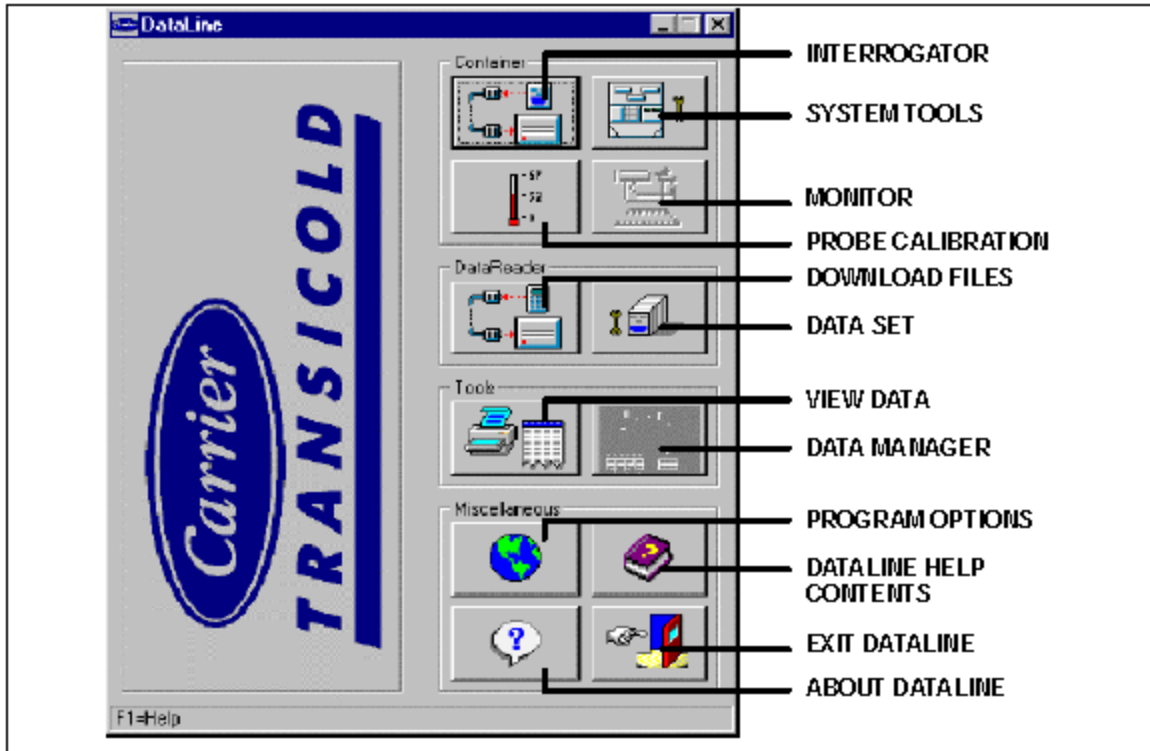 DataLine
Container
DataReader
Tools
Miscellaneous
Carrier
TRANSICOLD
F1=Help
INTERROGATOR
SYSTEM TOOLS
MONITOR
PROBE CALIBRATION
DOWNLOAD FILES
DATA SET
VIEW DATA
DATA MANAGER
PROGRAM OPTIONS
DATALINE HELP
CONTENTS
EXIT DATALINE
ABOUT DATALINE